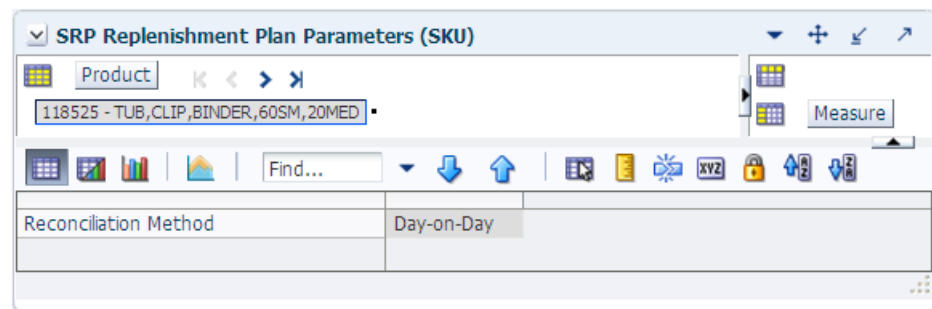 SRP Replenishment Plan Parameters (SKU)
Product
118525 - TUB,CLIP,BINDER,60SM,20MED
Measure
Find...
XYZ
A
Z
Z
A
Reconciliation Method
Day-on-Day